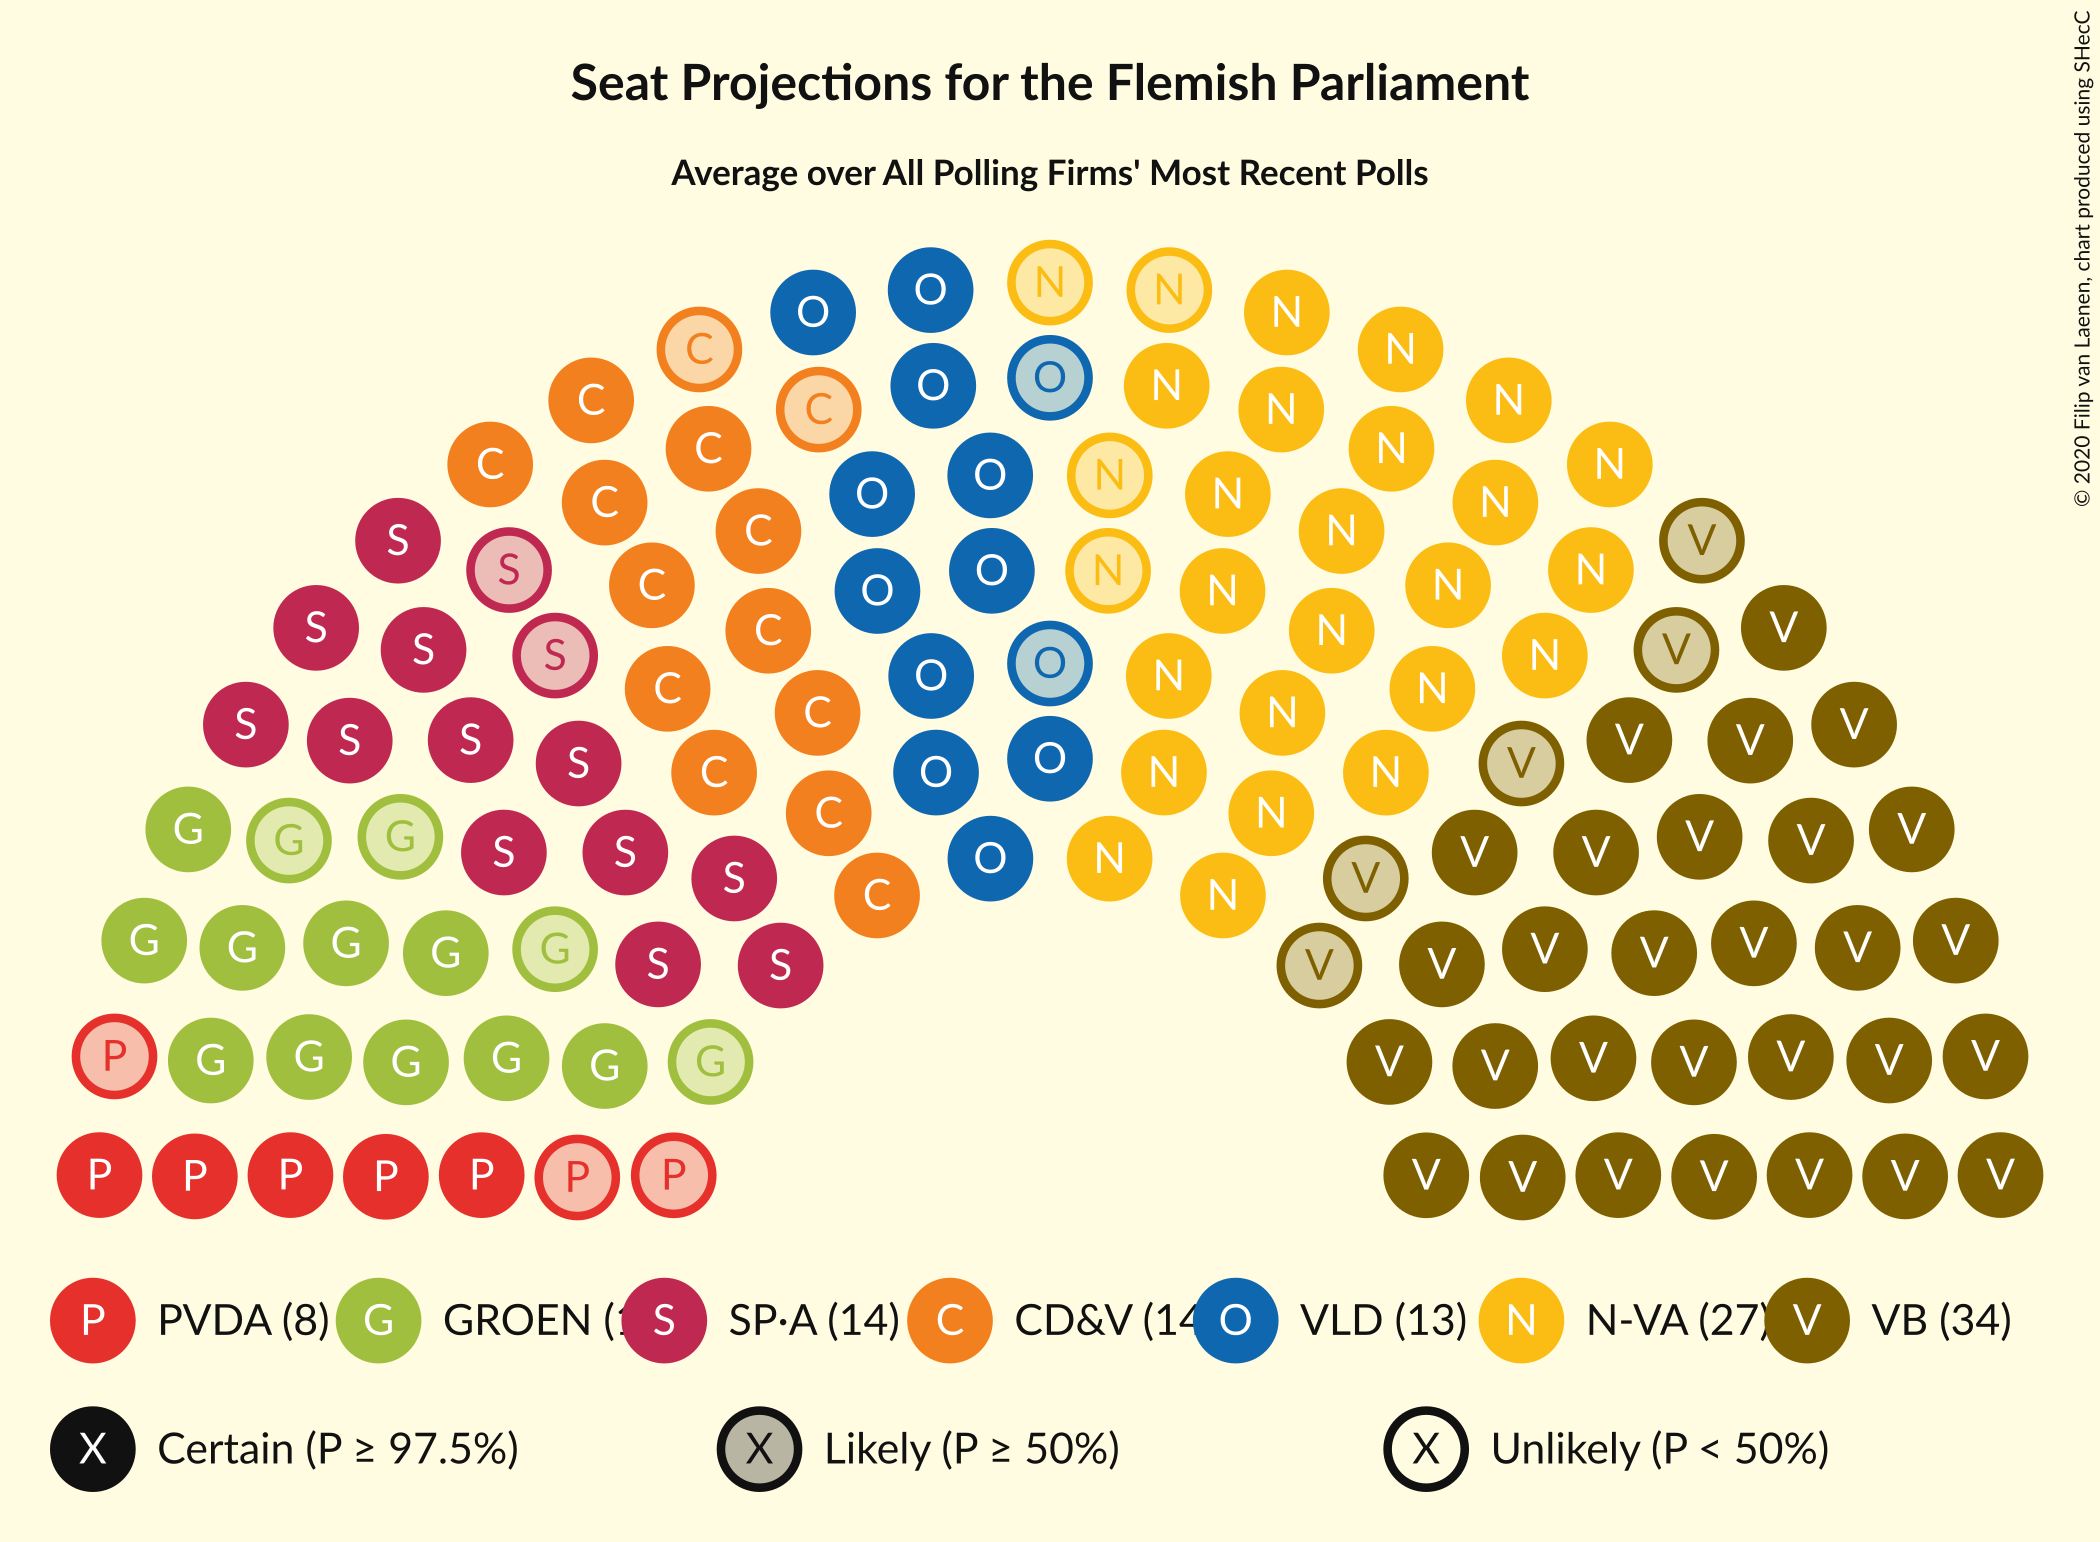 Seat Projections for the Flemish Parliament
Average over All Polling Firms' Most Recent Polls
© 2020 Filip van Laenen, chart produced using SHecC
O O N N N
C N
C C O O N N N
C C O N N N
C O N N
S C N V
S C O O N N N N
S C N V
S S C O O N N N V
S S S S C C O O N N N V V V V
G G G S S S C C O N N N V V V V V V
G G G G G S S V V V V V V V
P G G G G G G V V V V V V V
P P P P P P P V V V V V V V
P PVDA (8) G GROEN ( S SP·A (14) C CD&V (14 O VLD (13) N N-VA (27) V VB (34)
X Certain (P ≥ 97.5%) X Likely (P ≥ 50%) X Unlikely (P < 50%)